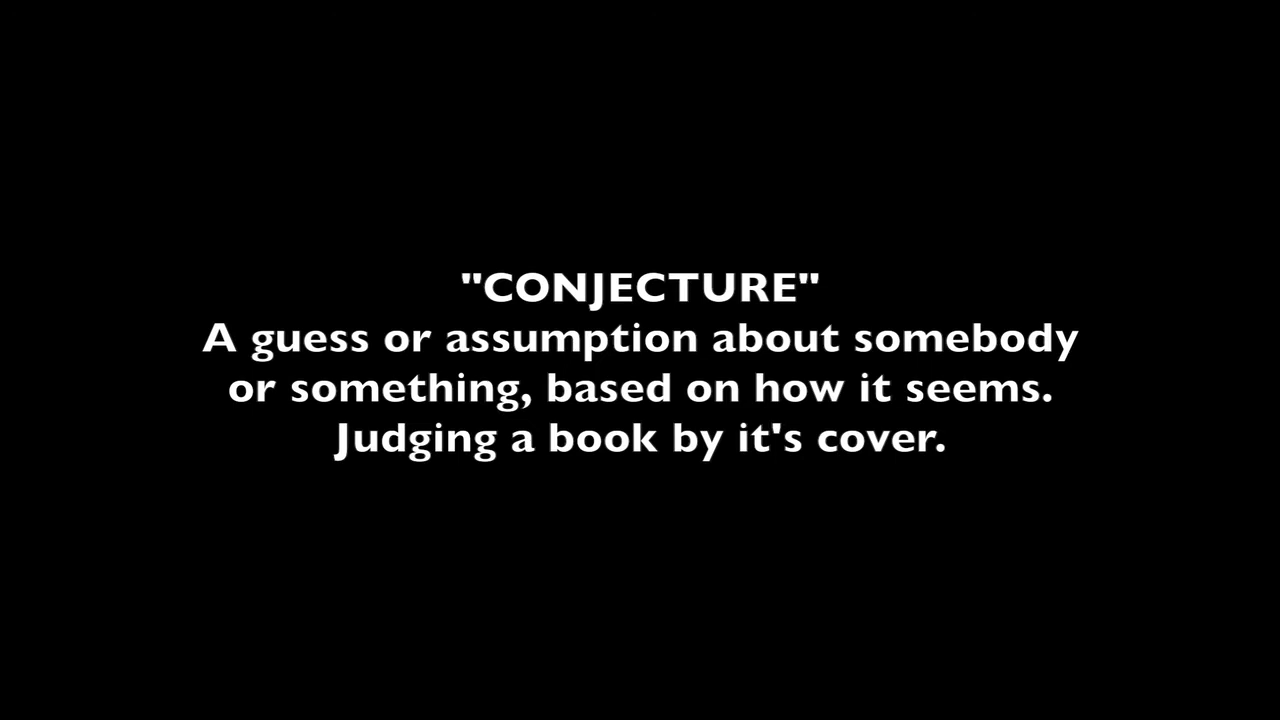 "CONJECTURE"
A guess or assumption about somebody
or something, based on how it seems.
Judging a book by it's cover.